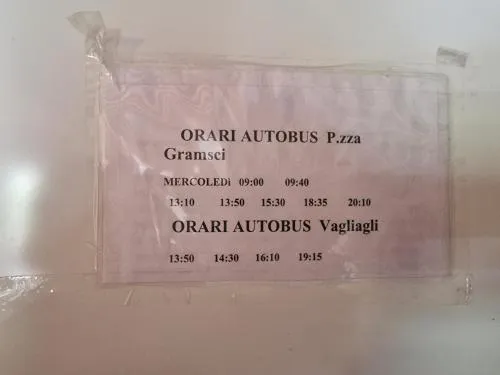 ORARI AUTOBUS P.zza
Gramsci
MERCOLEDì 09:00 09:40
13:10 13:50 15:30 18:35 20:10
ORARI AUTOBUS Vagliagli
13:50 14:30 16:10 19:15